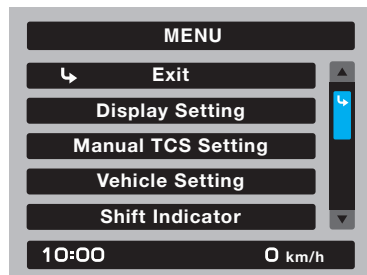 MENU
Exit
Display Setting
Manual TCS Setting
Vehicle Setting
Shift Indicator
10:00 0 km/h